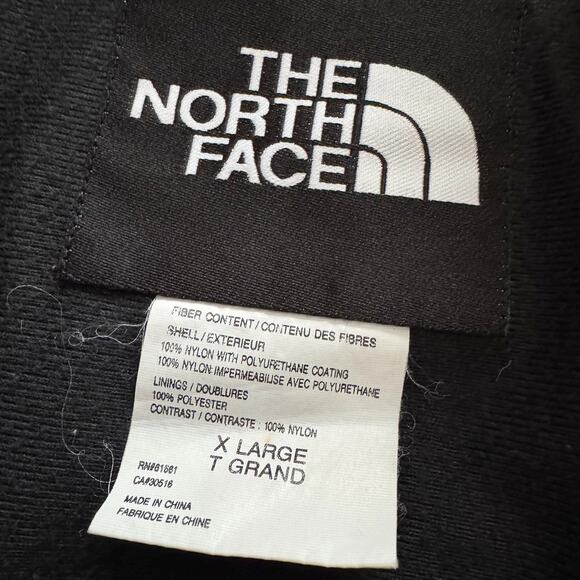 THE
NORTH
FACE
FIBER CONTENT/CONTENU DES FIBRES
SHELL/EXTERIEUR
100% NYLON WITH POLYURETHANE COATING
100% NYLON IMPERMEABILISE AVEC POLYURETHANE
LININGS/DOUBLURES
100% POLYESTER
CONTRAST/CONTRASTE: 100% NYLON
X LARGE
T GRAND
RN#61661
CA#30516
MADE IN CHINA
FABRIQUE EN CHINE